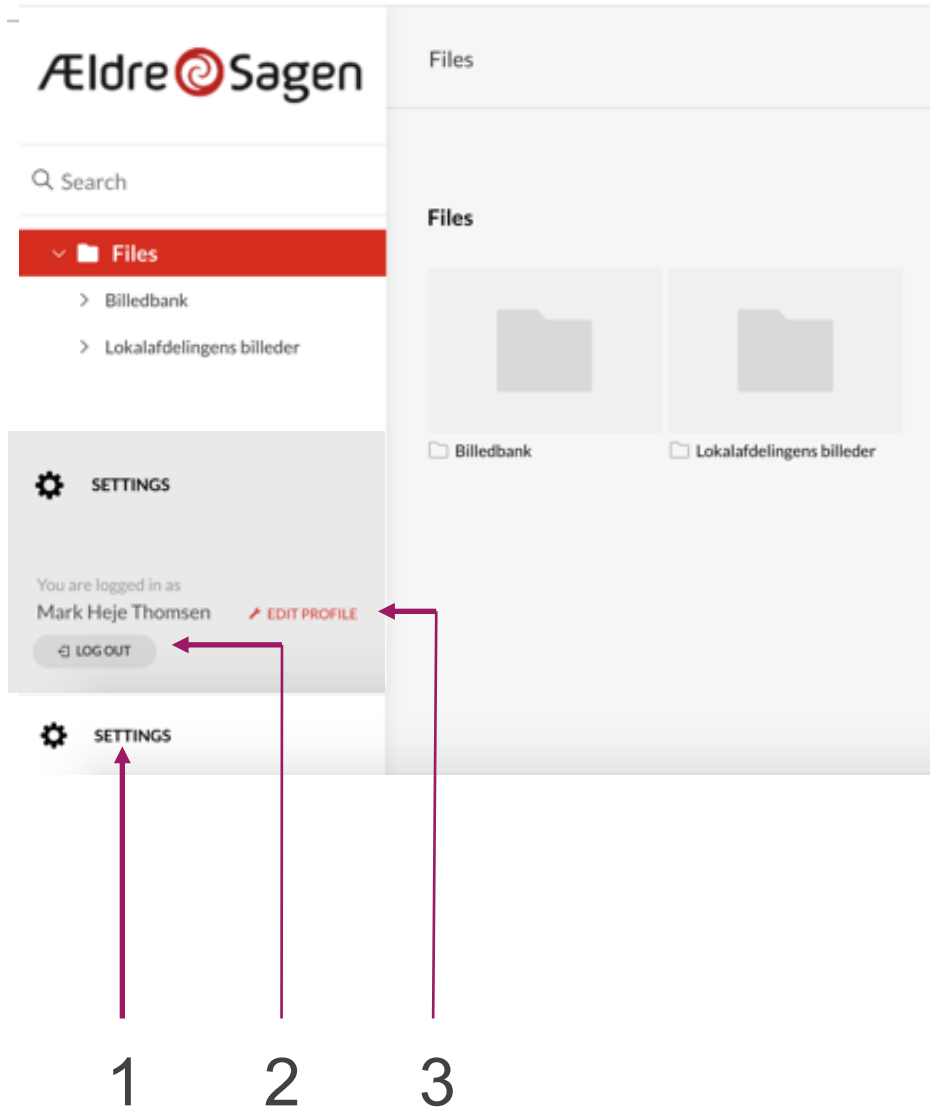 ÆldreSagen
Search
Files
Billedbank
Lokalafdelingens billeder
SETTINGS
You are logged in as
Mark Heje Thomsen EDIT PROFILE
LOG OUT
SETTINGS
Files
Files
Billedbank Lokalafdelingens billeder
1 2 3